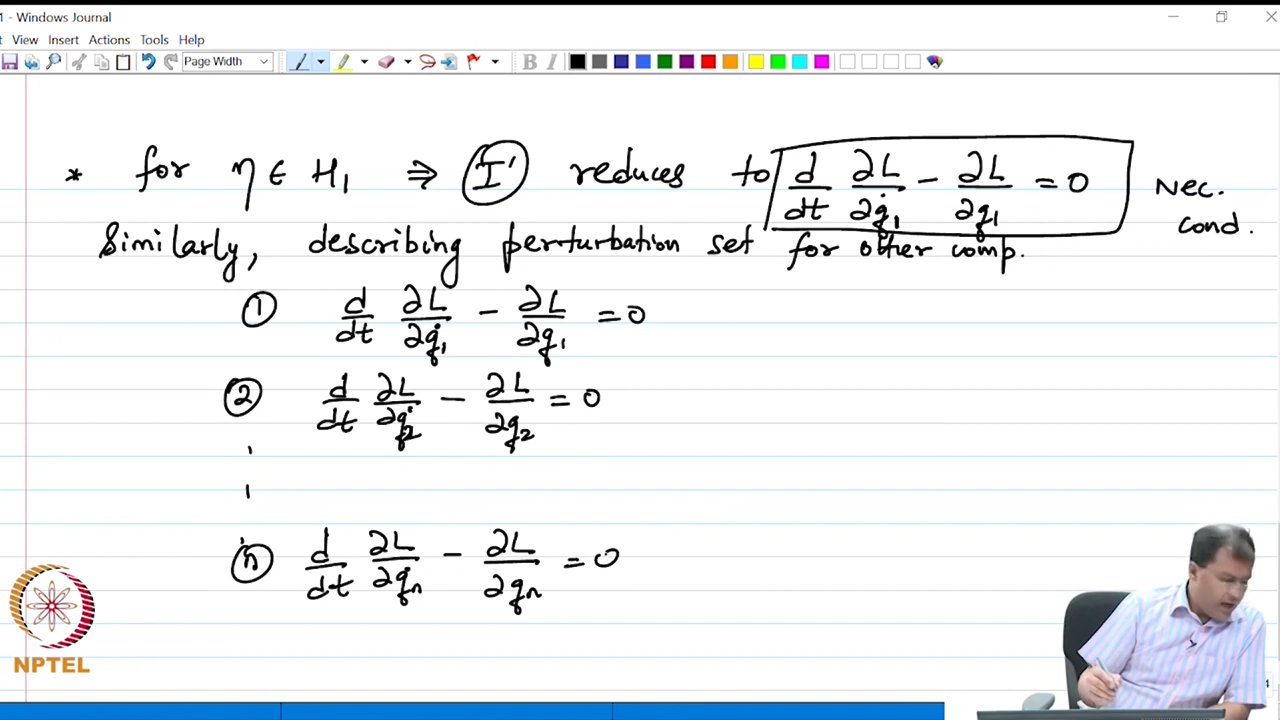 1 - Windows Journal
t View Insert Actions Tools Help
Page Width
B I
* for η ∈ H₁ ⇒ (I') reduces to d/dt ∂L/∂q̇₁ - ∂L/∂q₁ = 0 Nec. cond.
Similarly, describing perturbation set for other comp.
① d/dt ∂L/∂q̇₁ - ∂L/∂q₁ = 0
② d/dt ∂L/∂q̇₂ - ∂L/∂q₂ = 0
ⓝ d/dt ∂L/∂q̇ₙ - ∂L/∂qₙ = 0
NPTEL